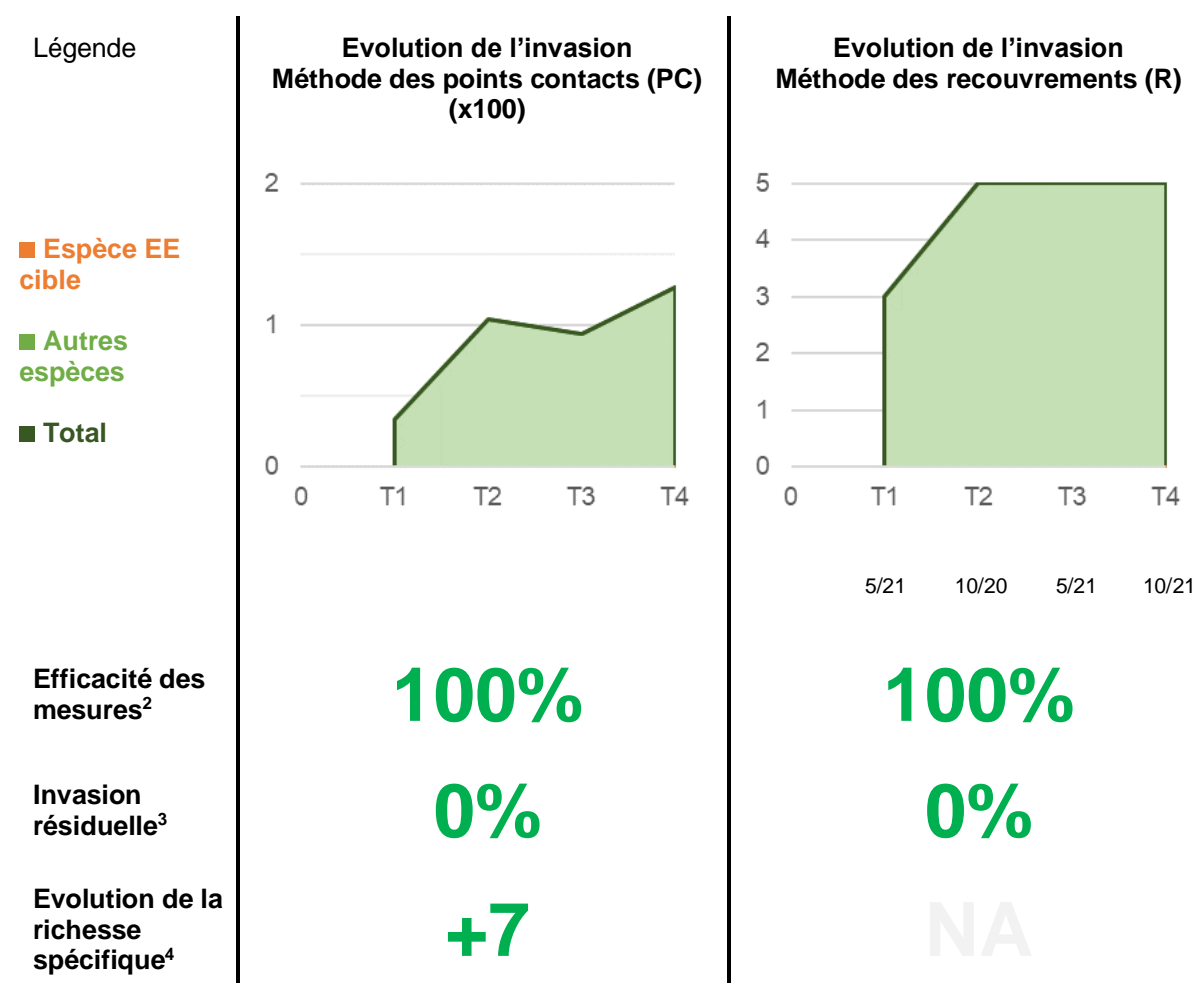 Légende
■ Espèce EE
cible
■ Autres
espèces
■ Total
Evolution de l’invasion
Méthode des points contacts (PC)
(x100)
2
1
0
0 T1 T2 T3 T4
Evolution de l’invasion
Méthode des recouvrements (R)
5
4
3
2
1
0
0 T1 T2 T3 T4
5/21 10/20 5/21 10/21
Efficacité des
mesures²
100% 100%
Invasion
résiduelle³
0% 0%
Evolution de la
richesse
spécifique⁴
+7 NA